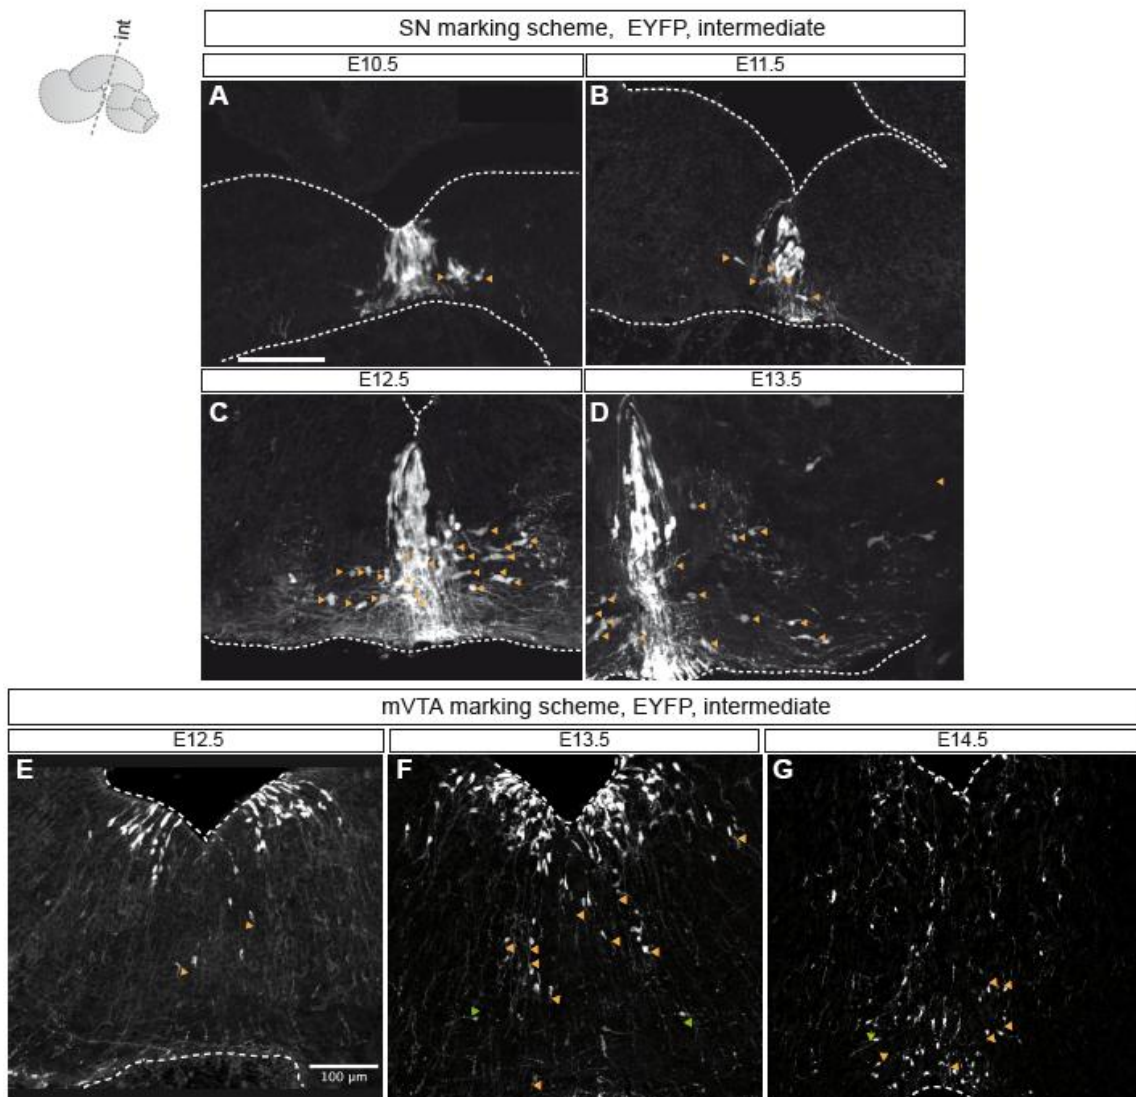 int
SN marking scheme, EYFP, intermediate
E10.5
E11.5
A
B
E12.5
E13.5
C
D
mVTA marking scheme, EYFP, intermediate
E12.5
E13.5
E14.5
E
F
G
100 µm